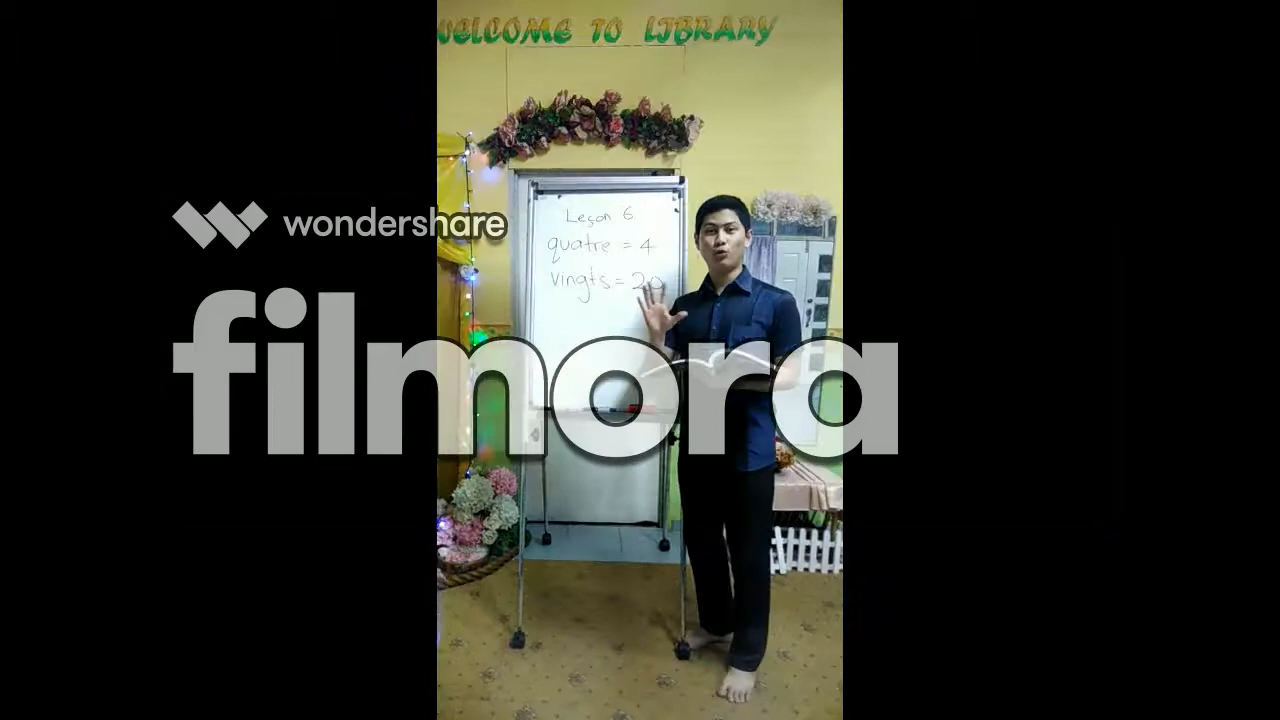 WELCOME TO LIBRARY
Leçon 6
quatre = 4
vingts = 20
wondershare
filmora